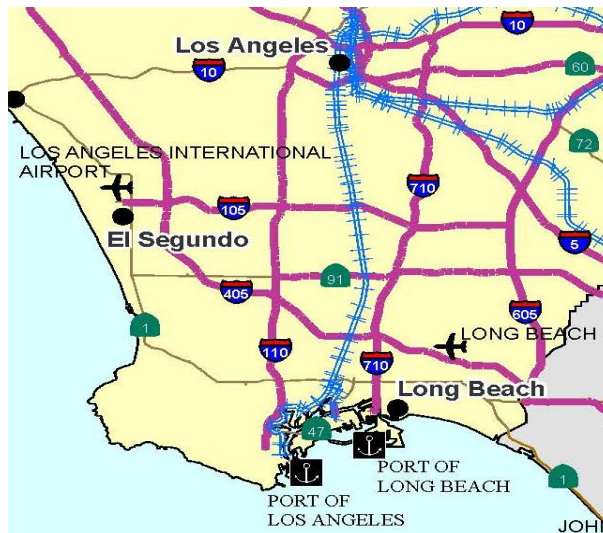 10
Los Angeles
10
60
72
LOS ANGELES INTERNATIONAL
AIRPORT
710
105
El Segundo
5
91
405
605
1
LONG BEACH
110
710
Long Beach
47
PORT OF
LONG BEACH
PORT OF
LOS ANGELES
1
JOH